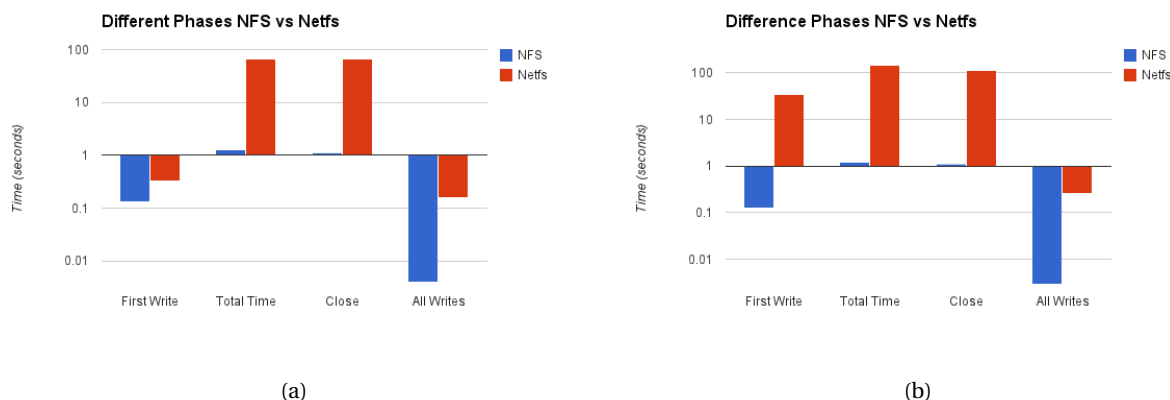 Different Phases NFS vs Netfs
NFS
Netfs
Time (seconds)
100
10
1
0.1
0.01
First Write
Total Time
Close
All Writes
(a)
Difference Phases NFS vs Netfs
NFS
Netfs
Time (seconds)
100
10
1
0.1
0.01
First Write
Total Time
Close
All Writes
(b)